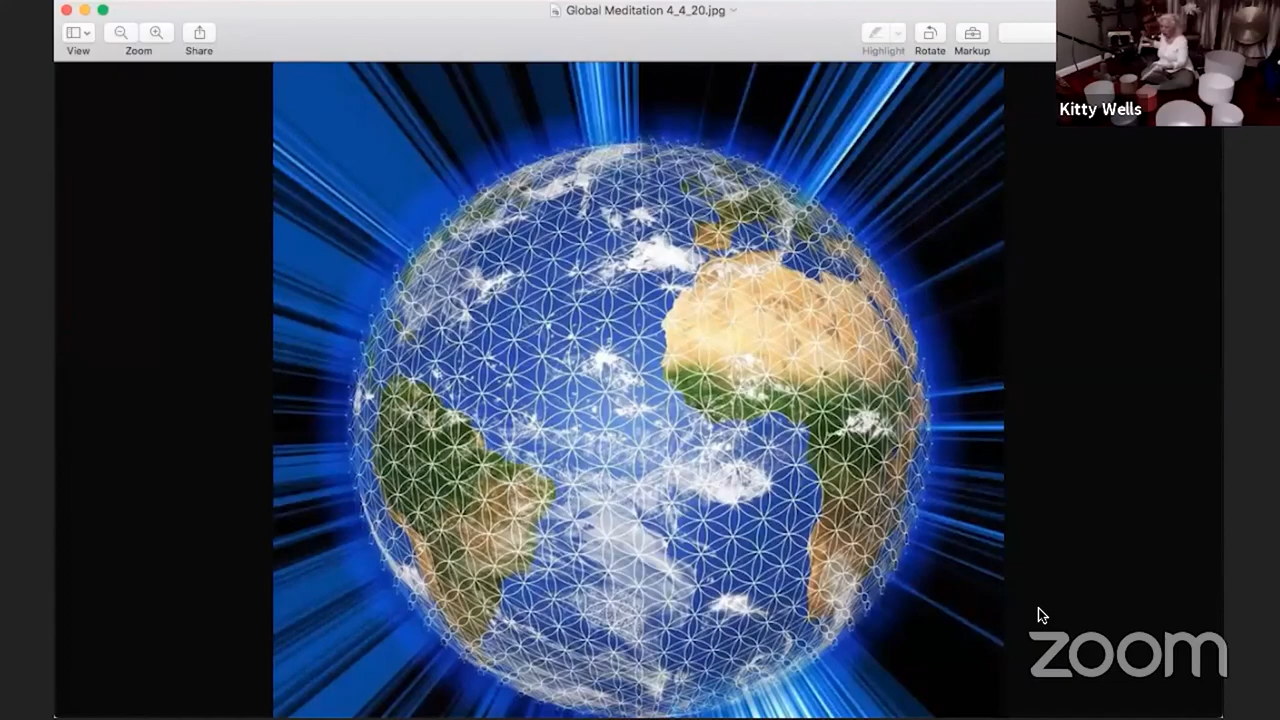 Global Meditation 4_4_20.jpg
View
Zoom
Share
Highlight
Rotate
Markup
Kitty Wells
zoom